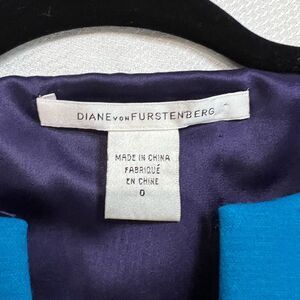 DIANE VON FURSTENBERG
MADE IN CHINA
FABRIQUÉ
EN CHINE
0